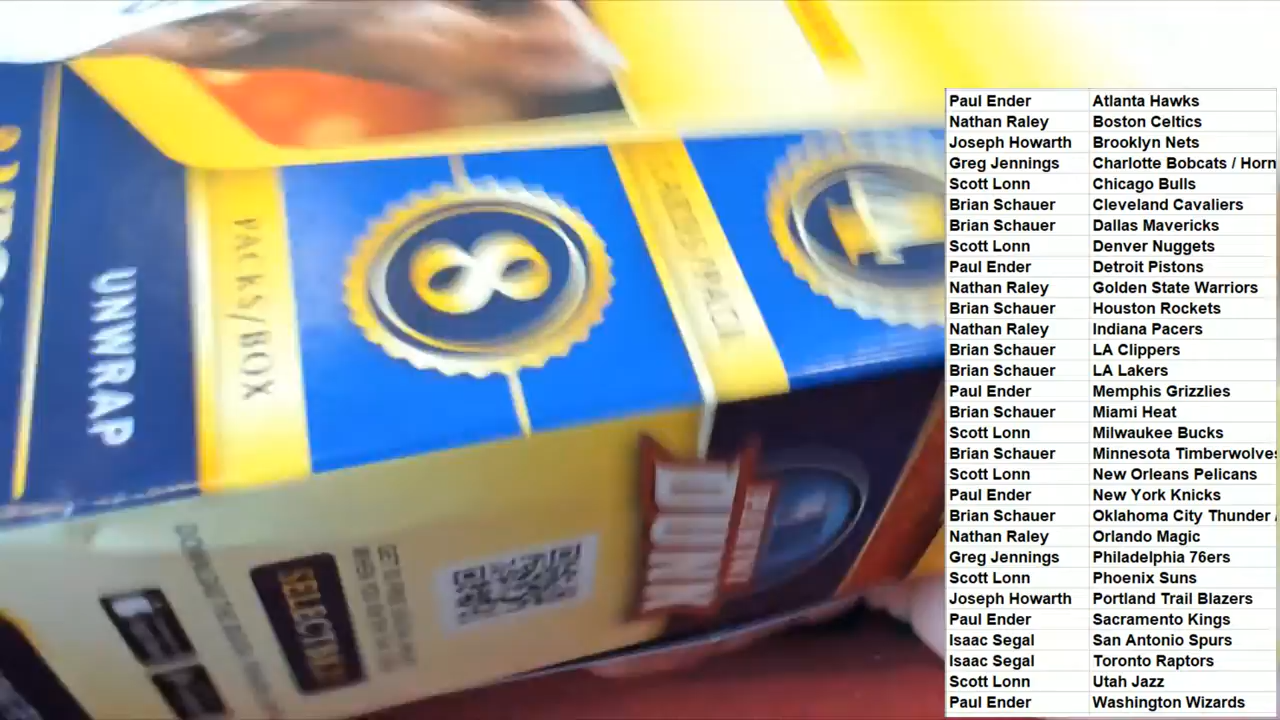 UNWRAP
PACKS/BOX
8
CARDS/PACK
DUNK
Paul Ender Atlanta Hawks
Nathan Raley Boston Celtics
Joseph Howarth Brooklyn Nets
Greg Jennings Charlotte Bobcats / Horn
Scott Lonn Chicago Bulls
Brian Schauer Cleveland Cavaliers
Brian Schauer Dallas Mavericks
Scott Lonn Denver Nuggets
Paul Ender Detroit Pistons
Nathan Raley Golden State Warriors
Brian Schauer Houston Rockets
Nathan Raley Indiana Pacers
Brian Schauer LA Clippers
Brian Schauer LA Lakers
Paul Ender Memphis Grizzlies
Brian Schauer Miami Heat
Scott Lonn Milwaukee Bucks
Brian Schauer Minnesota Timberwolves
Scott Lonn New Orleans Pelicans
Paul Ender New York Knicks
Brian Schauer Oklahoma City Thunder
Nathan Raley Orlando Magic
Greg Jennings Philadelphia 76ers
Scott Lonn Phoenix Suns
Joseph Howarth Portland Trail Blazers
Paul Ender Sacramento Kings
Isaac Segal San Antonio Spurs
Isaac Segal Toronto Raptors
Scott Lonn Utah Jazz
Paul Ender Washington Wizards